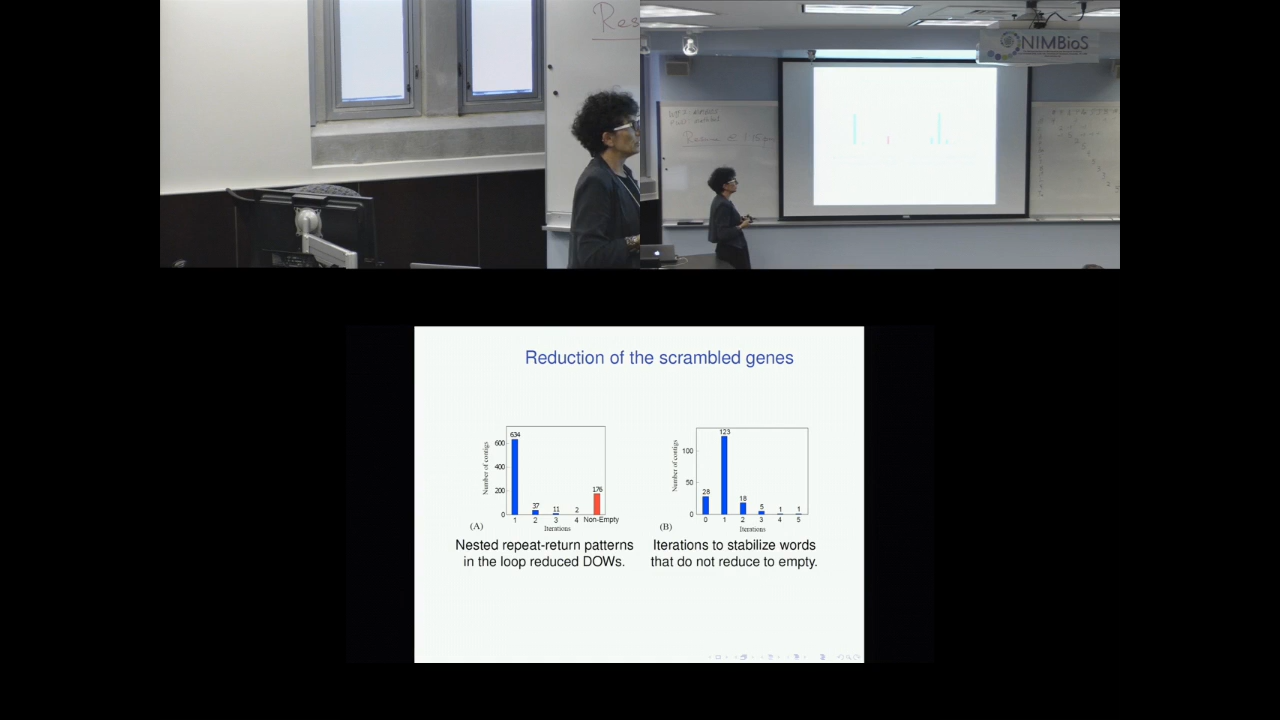 Res
NIMBioS
Reduction of the scrambled genes
Number of contigs
600
400
200
0
634
37
11
2
176
1 2 3 4 Non-Empty
(A) Iterations
Number of contigs
100
50
0
28
123
18
5
1
1
0 1 2 3 4 5
(B) Iterations
Nested repeat-return patterns
in the loop reduced DOWs.
Iterations to stabilize words
that do not reduce to empty.